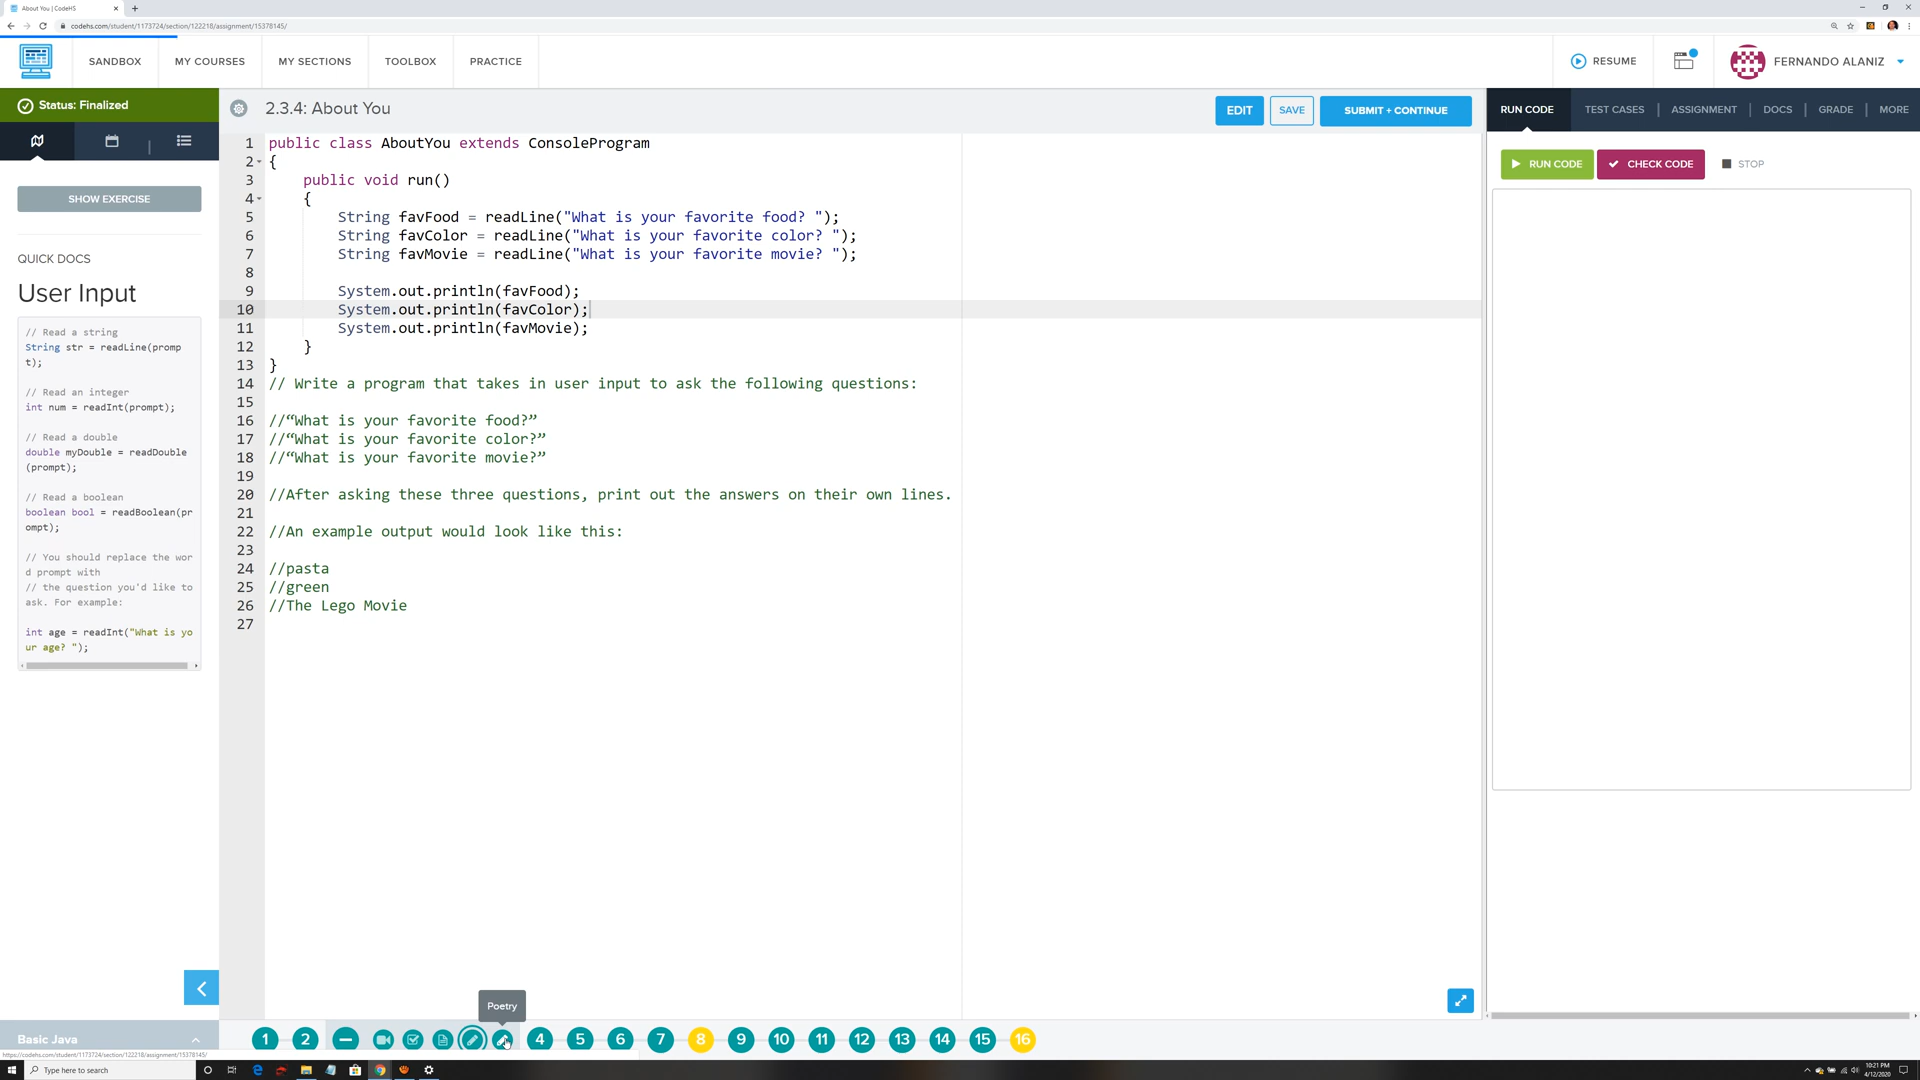 About You | CodeHS
codehs.com/student/1173724/section/122218/assignment/15378145/
SANDBOX
MY COURSES
MY SECTIONS
TOOLBOX
PRACTICE
RESUME
FERNANDO ALANIZ
Status: Finalized
2.3.4: About You
EDIT
SAVE
SUBMIT + CONTINUE
RUN CODE
TEST CASES
ASSIGNMENT
DOCS
GRADE
MORE
RUN CODE
CHECK CODE
STOP
SHOW EXERCISE
QUICK DOCS
User Input
// Read a string
String str = readLine(promp
t);
// Read an integer
int num = readInt(prompt);
// Read a double
double myDouble = readDouble
(prompt);
// Read a boolean
boolean bool = readBoolean(pr
ompt);
// You should replace the wor
d prompt with
// the question you'd like to
ask. For example:
int age = readInt("What is yo
ur age? ");
1 public class AboutYou extends ConsoleProgram
2 {
3 public void run()
4 {
5 String favFood = readLine("What is your favorite food? ");
6 String favColor = readLine("What is your favorite color? ");
7 String favMovie = readLine("What is your favorite movie? ");
8
9 System.out.println(favFood);
10 System.out.println(favColor);
11 System.out.println(favMovie);
12 }
13 }
14 // Write a program that takes in user input to ask the following questions:
15
16 //“What is your favorite food?”
17 //“What is your favorite color?”
18 //“What is your favorite movie?”
19
20 //After asking these three questions, print out the answers on their own lines.
21
22 //An example output would look like this:
23
24 //pasta
25 //green
26 //The Lego Movie
27
Poetry
Basic Java
1 2 4 5 6 7 8 9 10 11 12 13 14 15 16
https://codehs.com/student/1173724/section/122218/assignment/15378145/
Type here to search
10:21 PM
4/12/2020